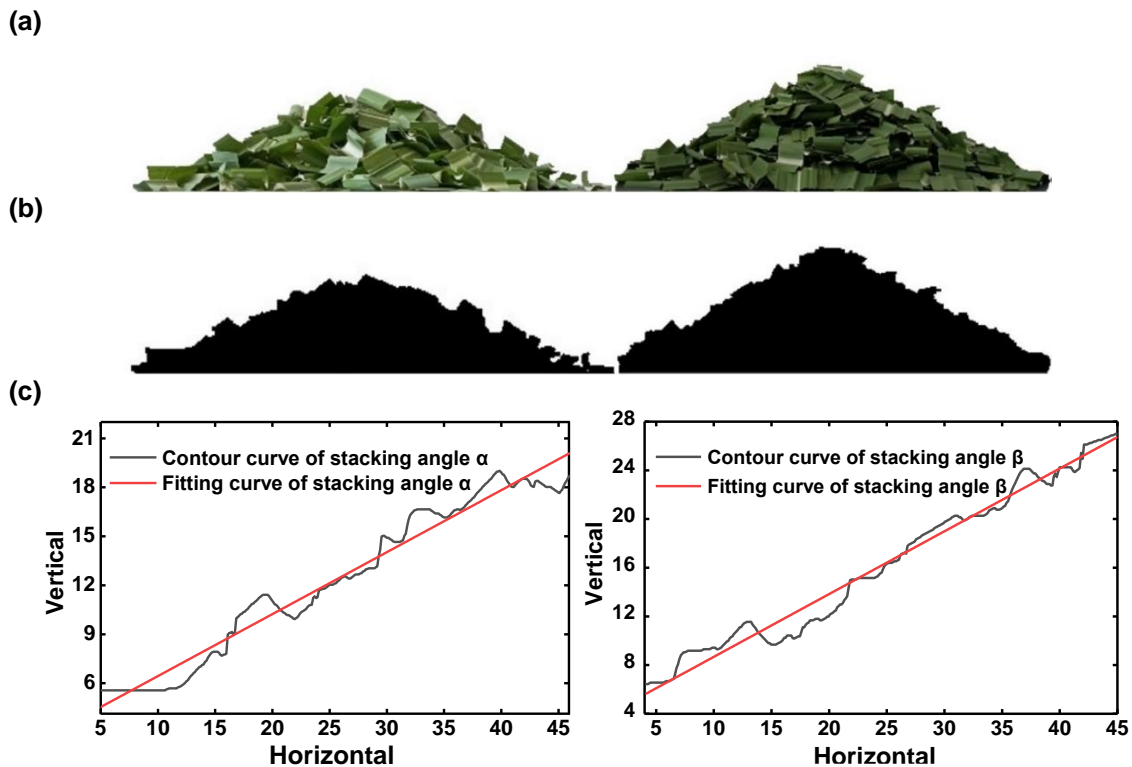 (a)
(b)
(c)
21
18
15
12
9
6
Vertical
Contour curve of stacking angle α
Fitting curve of stacking angle α
5 10 15 20 25 30 35 40 45
Horizontal
28
24
20
16
12
8
4
Vertical
Contour curve of stacking angle β
Fitting curve of stacking angle β
5 10 15 20 25 30 35 40 45
Horizontal